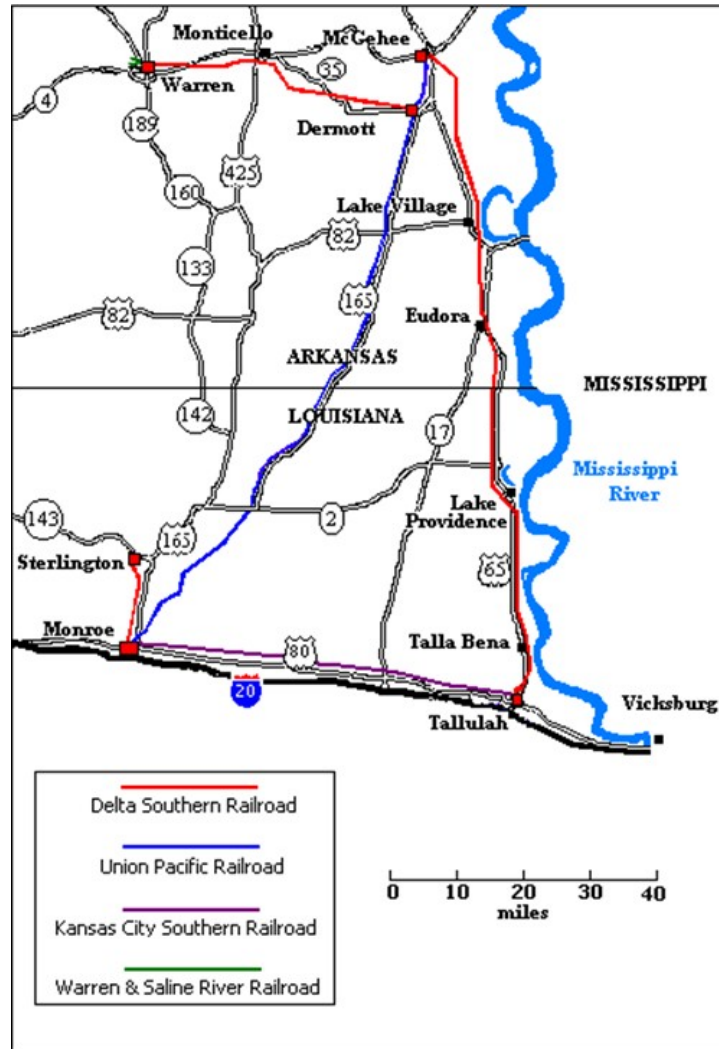 Monticello
McGehee
Warren
35
4
Dermott
189
425
160
Lake Village
82
133
165
82
Eudora
ARKANSAS
MISSISSIPPI
142
LOUISIANA
17
Mississippi
River
Lake
Providence
143
2
165
Sterlington
65
Monroe
80
Talla Bena
20
Vicksburg
Tallulah
Delta Southern Railroad
Union Pacific Railroad
Kansas City Southern Railroad
Warren & Saline River Railroad
0 10 20 30 40
miles